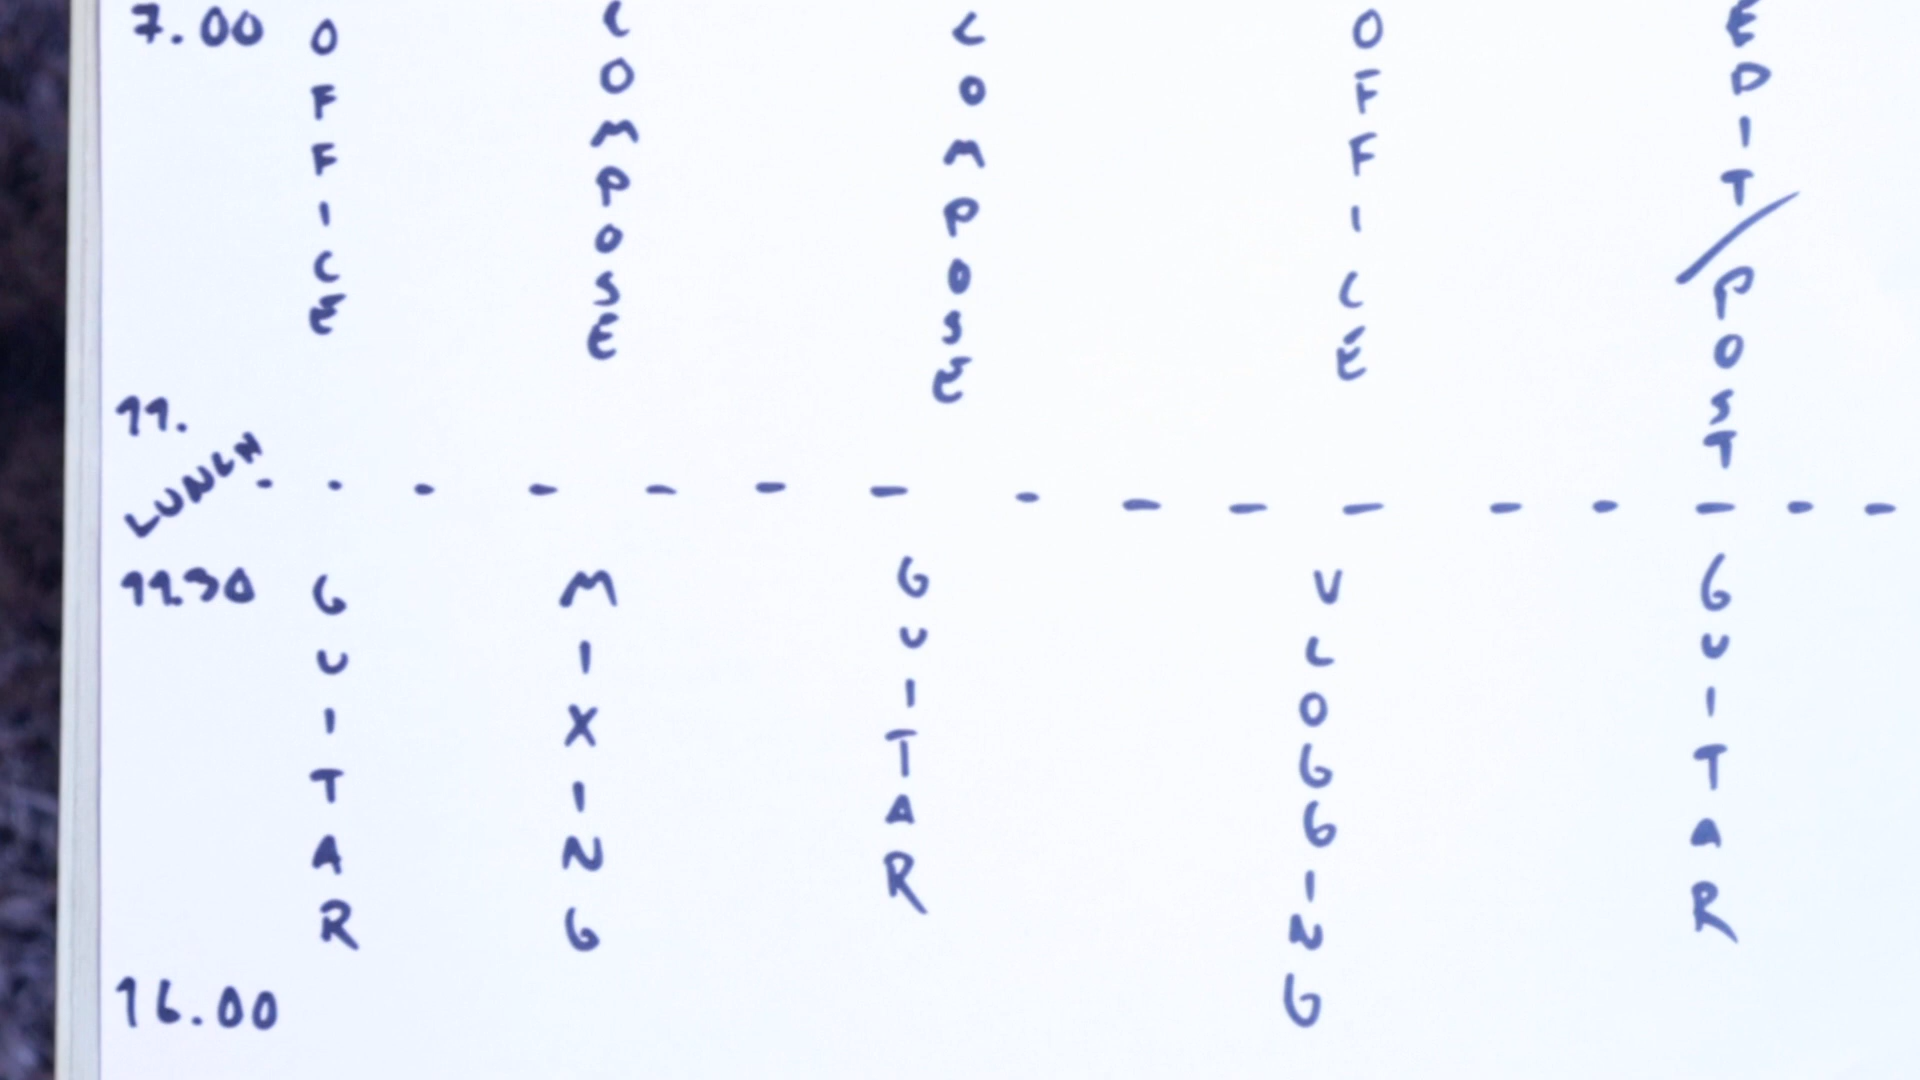 7.00 OFFICE COMPOSE COMPOSE OFFICE EDIT/POST
11.
LUNCH
11.30 GUITAR MIXING GUITAR VLOGGING GUITAR
16.00